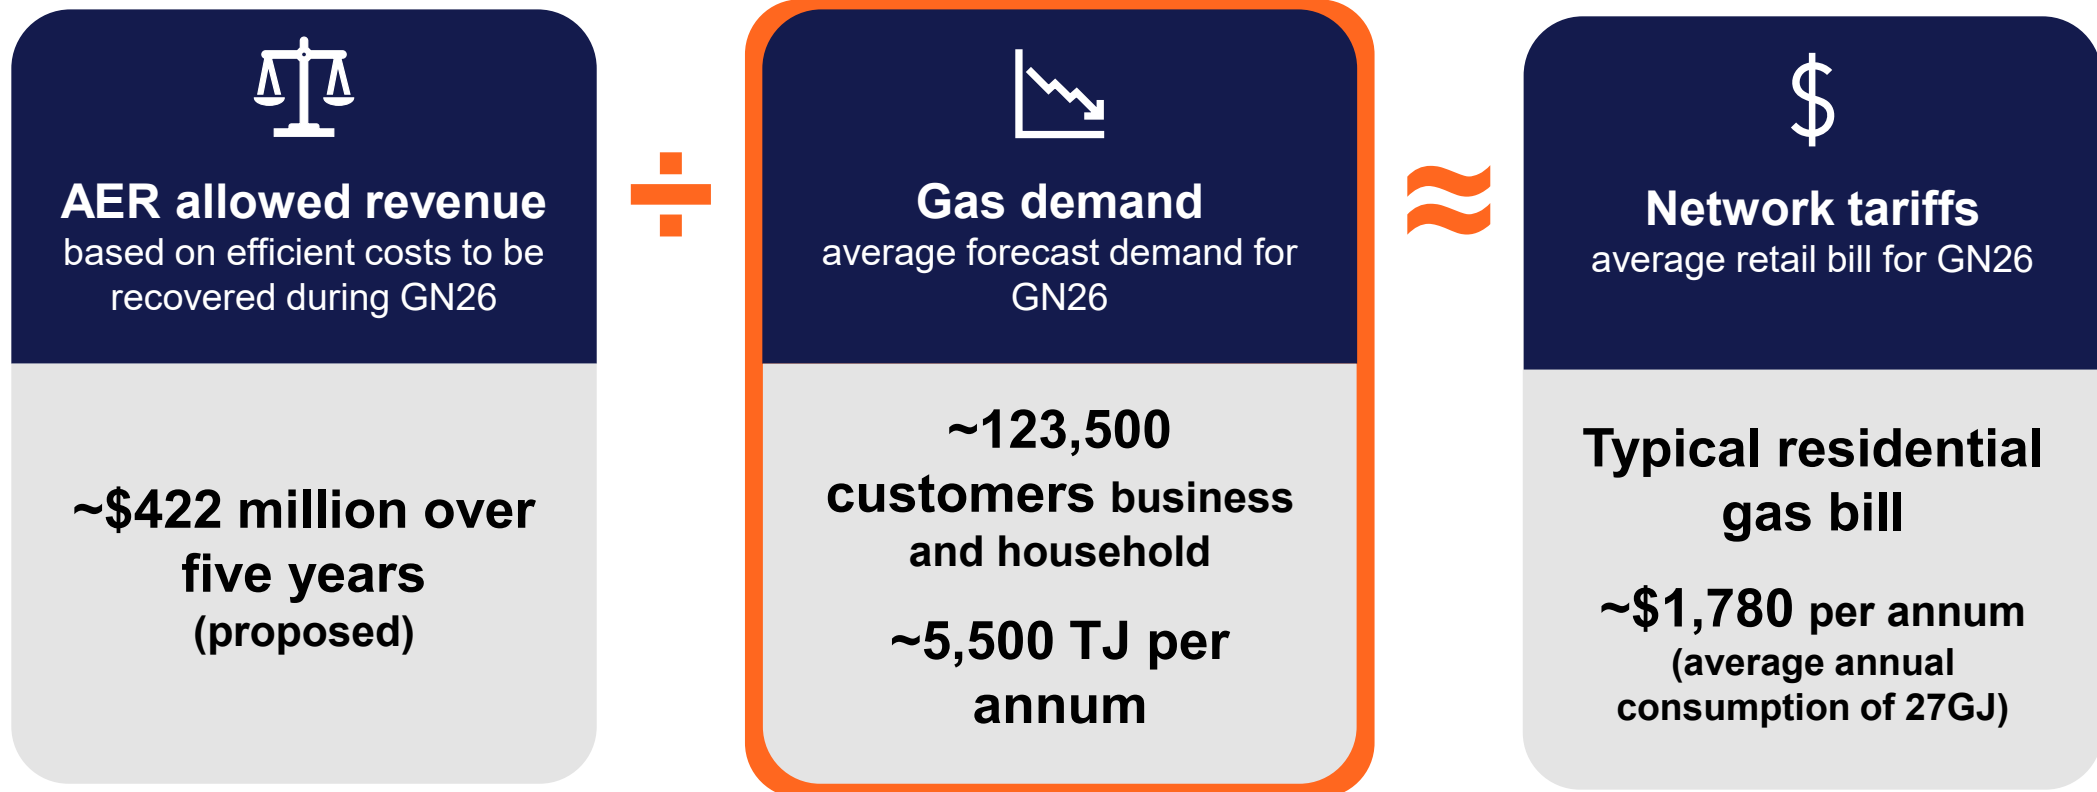 AER allowed revenue
based on efficient costs to be
recovered during GN26
~$422 million over
five years
(proposed)
÷
Gas demand
average forecast demand for
GN26
~123,500
customers business
and household
~5,500 TJ per
annum
≈
$
Network tariffs
average retail bill for GN26
Typical residential
gas bill
~$1,780 per annum
(average annual
consumption of 27GJ)